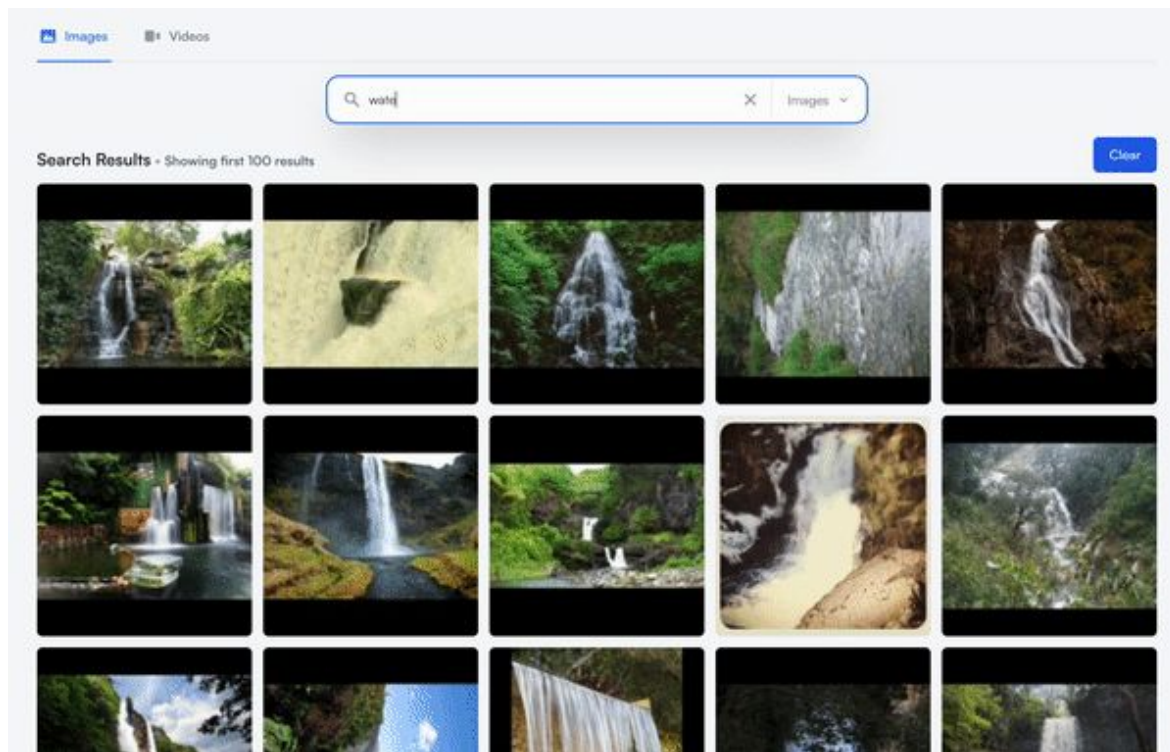 Images Videos
wate Images
Search Results - Showing first 100 results
Clear